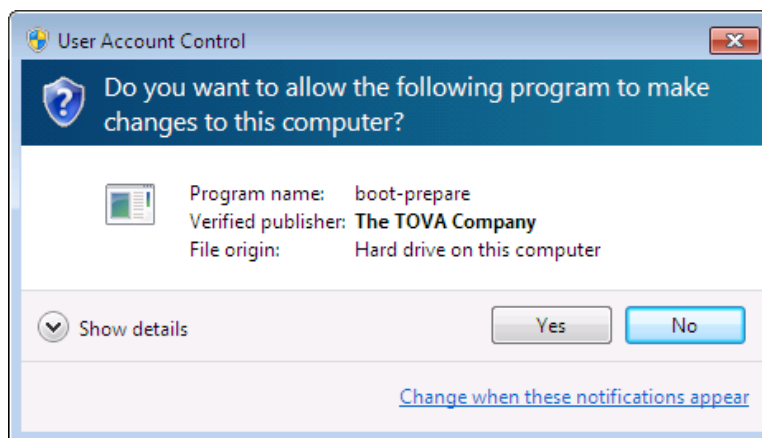 User Account Control
Do you want to allow the following program to make
changes to this computer?
Program name: boot-prepare
Verified publisher: The TOVA Company
File origin: Hard drive on this computer
Show details
Yes
No
Change when these notifications appear